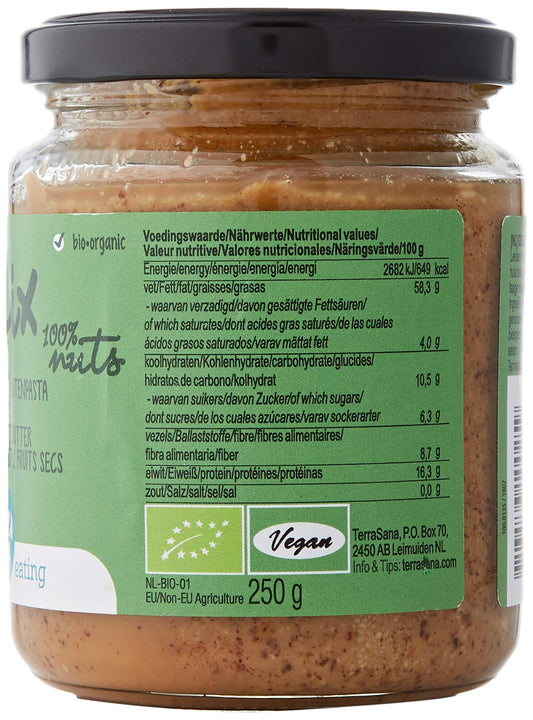 bio•organic
ix
100%
nuts
TENPASTA
UTTER
FRUITS SECS
eating
Voedingswaarde/Nährwerte/Nutritional values/
Valeur nutritive/Valores nutricionales/Näringsvärde/100 g
Energie/energy/énergie/energía/energi 2682 kJ/649 kcal
vet/Fett/fat/graisses/grasas 58,3 g
- waarvan verzadigd/davon gesättigte Fettsäuren/
of which saturates/dont acides gras saturés/de las cuales
ácidos grasos saturados/varav mättat fett 4,0 g
koolhydraten/Kohlenhydrate/carbohydrate/glucides/
hidratos de carbono/kolhydrat 10,5 g
- waarvan suikers/davon Zucker/of which sugars/
dont sucres/de los cuales azúcares/varav sockerarter 6,3 g
vezels/Ballaststoffe/fibre/fibres alimentaires/
fibra alimentaria/fiber 8,7 g
eiwit/Eiweiß/protein/protéines/proteínas 16,3 g
zout/Salz/salt/sel/sal 0,0 g
Vegan
TerraSana, P.O. Box 70,
2450 AB Leimuiden NL
Info & Tips: terrasana.com
NL-BIO-01
EU/Non-EU Agriculture 250 g